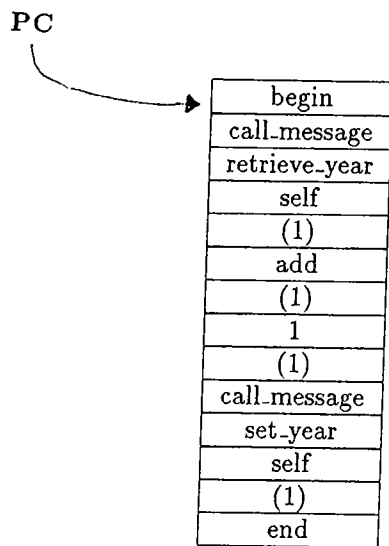 PC
begin
call_message
retrieve_year
self
(1)
add
(1)
1
(1)
call_message
set_year
self
(1)
end